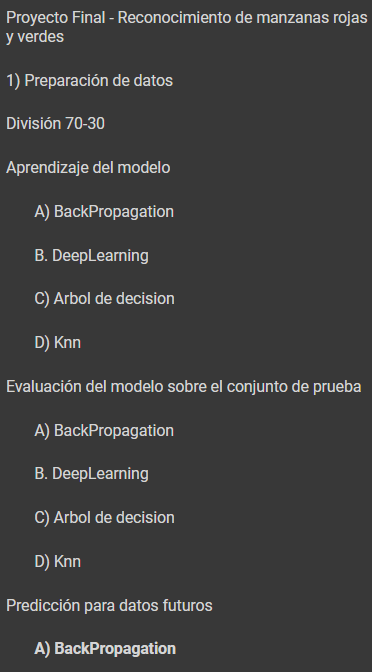 Proyecto Final - Reconocimiento de manzanas rojas
y verdes
1) Preparación de datos
División 70-30
Aprendizaje del modelo
A) BackPropagation
B. DeepLearning
C) Arbol de decision
D) Knn
Evaluación del modelo sobre el conjunto de prueba
A) BackPropagation
B. DeepLearning
C) Arbol de decision
D) Knn
Predicción para datos futuros
A) BackPropagation